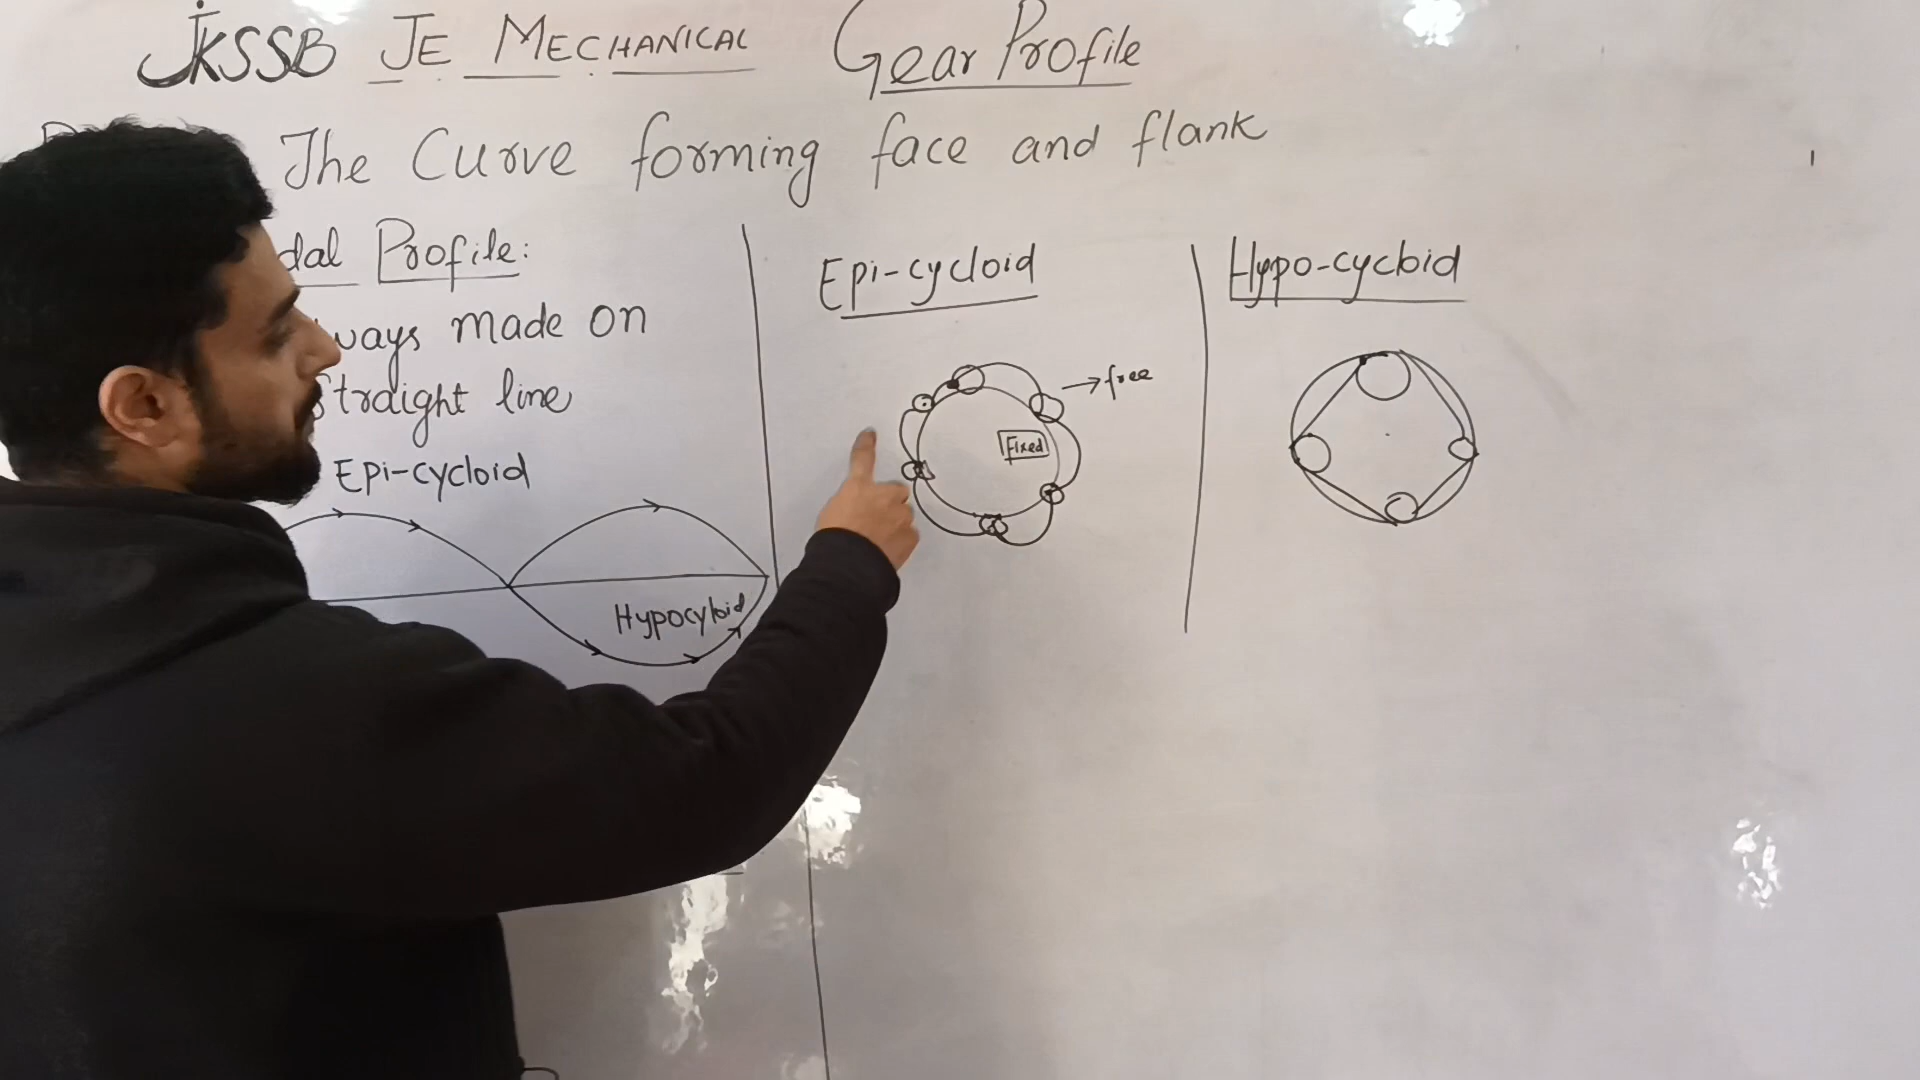 JKSSB JE MECHANICAL Gear Profile
The Curve forming face and flank
dal Profile:
ways made on
Straight line
Epi-cycloid
Hypocyloid
Epi-cycloid
free
Fixed
Hypo-cycloid